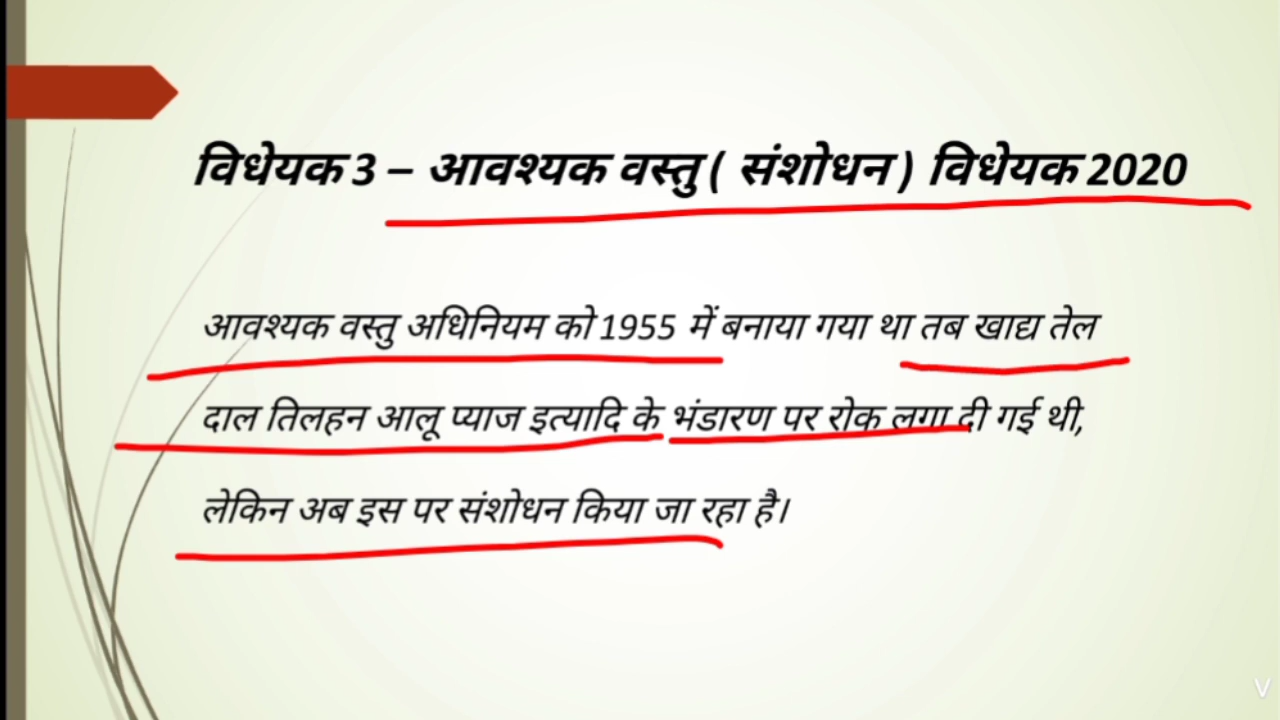 विधेयक 3 – आवश्यक वस्तु ( संशोधन ) विधेयक 2020
आवश्यक वस्तु अधिनियम को 1955 में बनाया गया था तब खाद्य तेल
दाल तिलहन आलू प्याज इत्यादि के भंडारण पर रोक लगा दी गई थी,
लेकिन अब इस पर संशोधन किया जा रहा है।
V